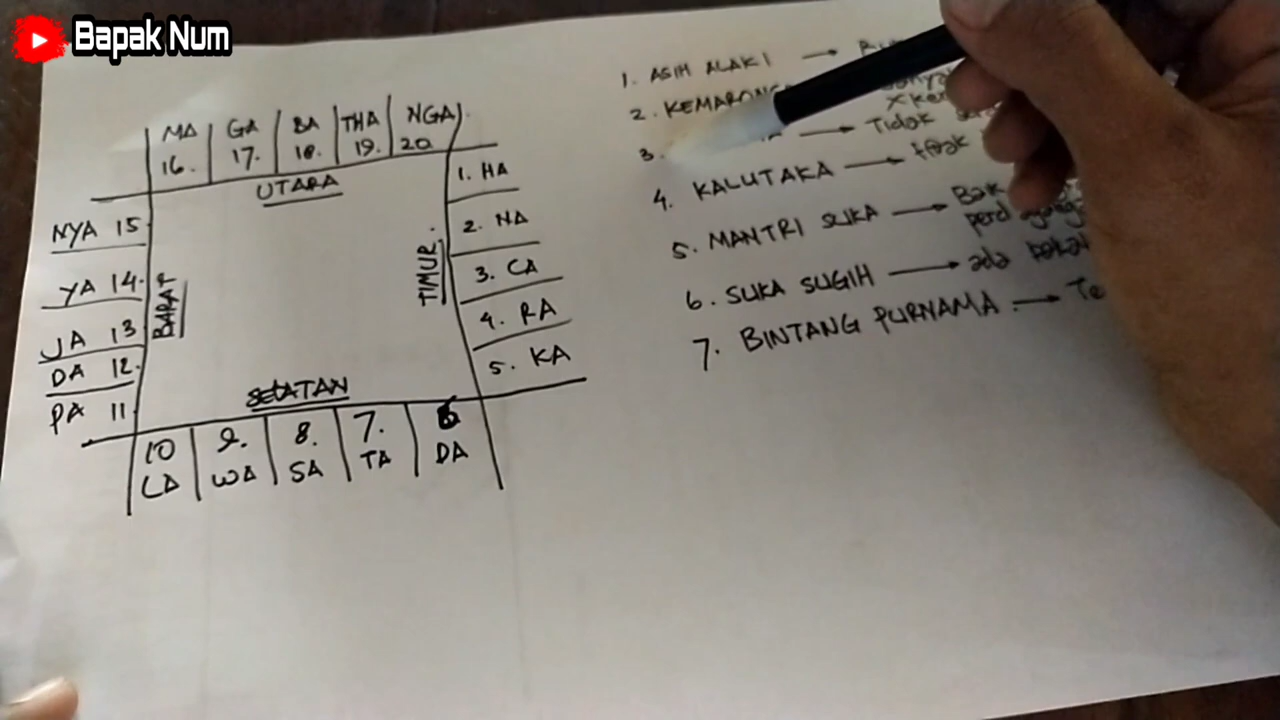 Bapak Num
MA GA BA THA NGA
16. 17. 18. 19. 20
UTARA
NYA 15
YA 14.
JA 13
DA 12.
PA 11
BARAT
TIMUR.
1. HA
2. NA
3. CA
4. RA
5. KA
SELATAN
10 9. 8. 7. 6
LA WA SA TA DA
1. ASIH ALAKI →
2. KEMARONG
3. → Tidak
4. KALUTAKA →
5. MANTRI SUKA → Baik
6. SUKA SUGIH → ada
7. BINTANG PURNAMA. → Te